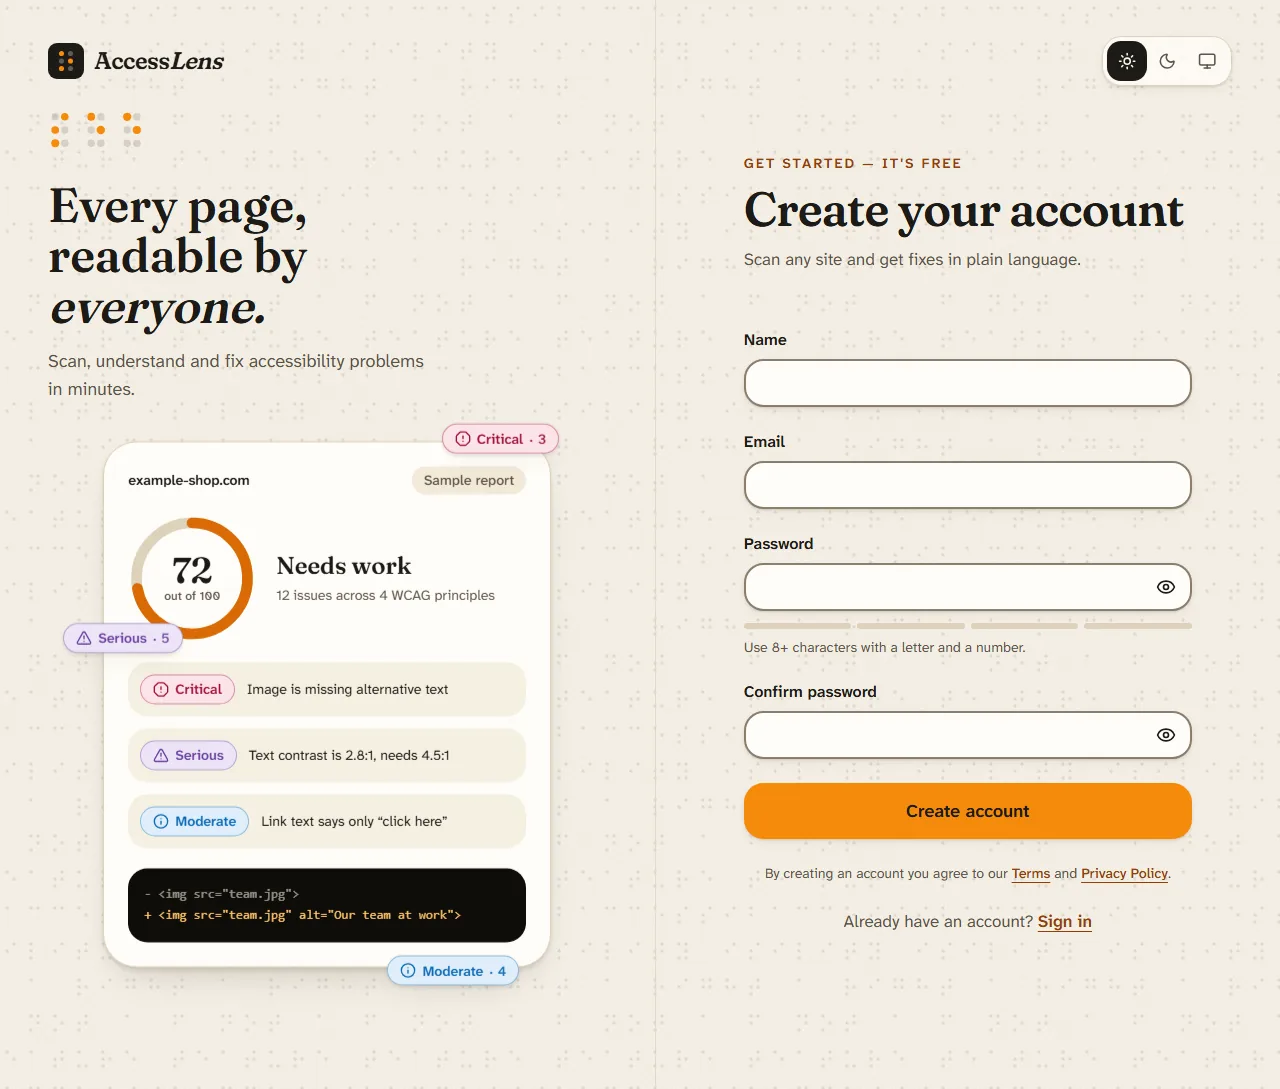 AccessLens
Every page,
readable by
everyone.
Scan, understand and fix accessibility problems
in minutes.
Critical · 3
example-shop.com
Sample report
72
out of 100
Needs work
12 issues across 4 WCAG principles
Serious · 5
Critical
Image is missing alternative text
Serious
Text contrast is 2.8:1, needs 4.5:1
Moderate
Link text says only “click here”
- <img src="team.jpg">
+ <img src="team.jpg" alt="Our team at work">
Moderate · 4
GET STARTED — IT'S FREE
Create your account
Scan any site and get fixes in plain language.
Name
Email
Password
Use 8+ characters with a letter and a number.
Confirm password
Create account
By creating an account you agree to our Terms and Privacy Policy.
Already have an account? Sign in